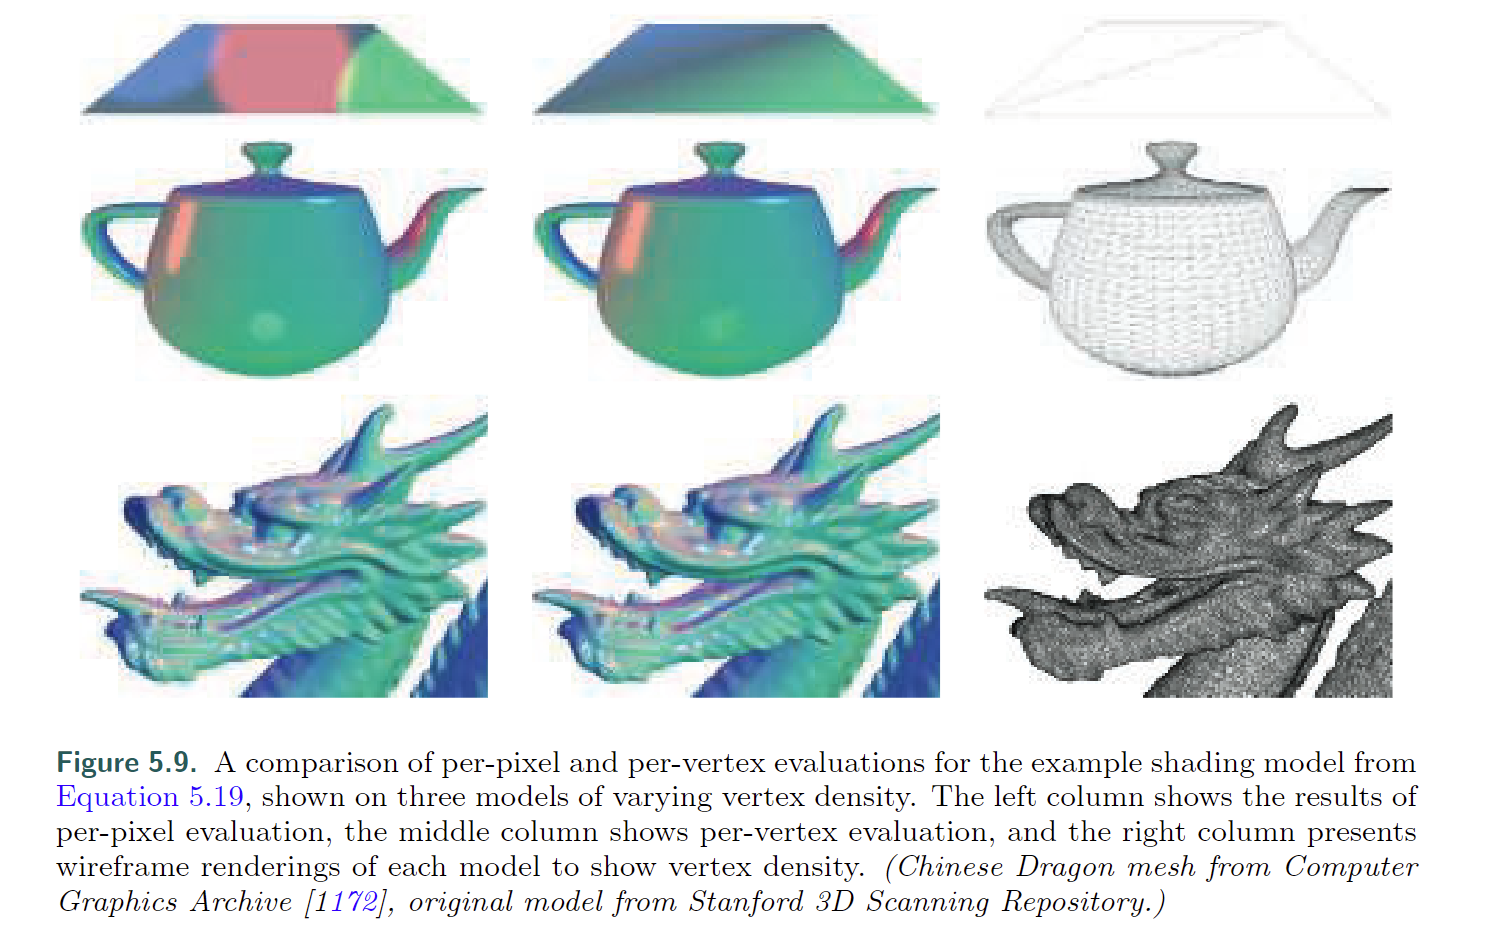 Figure 5.9. A comparison of per-pixel and per-vertex evaluations for the example shading model from
Equation 5.19, shown on three models of varying vertex density. The left column shows the results of
per-pixel evaluation, the middle column shows per-vertex evaluation, and the right column presents
wireframe renderings of each model to show vertex density. (Chinese Dragon mesh from Computer
Graphics Archive [1172], original model from Stanford 3D Scanning Repository.)